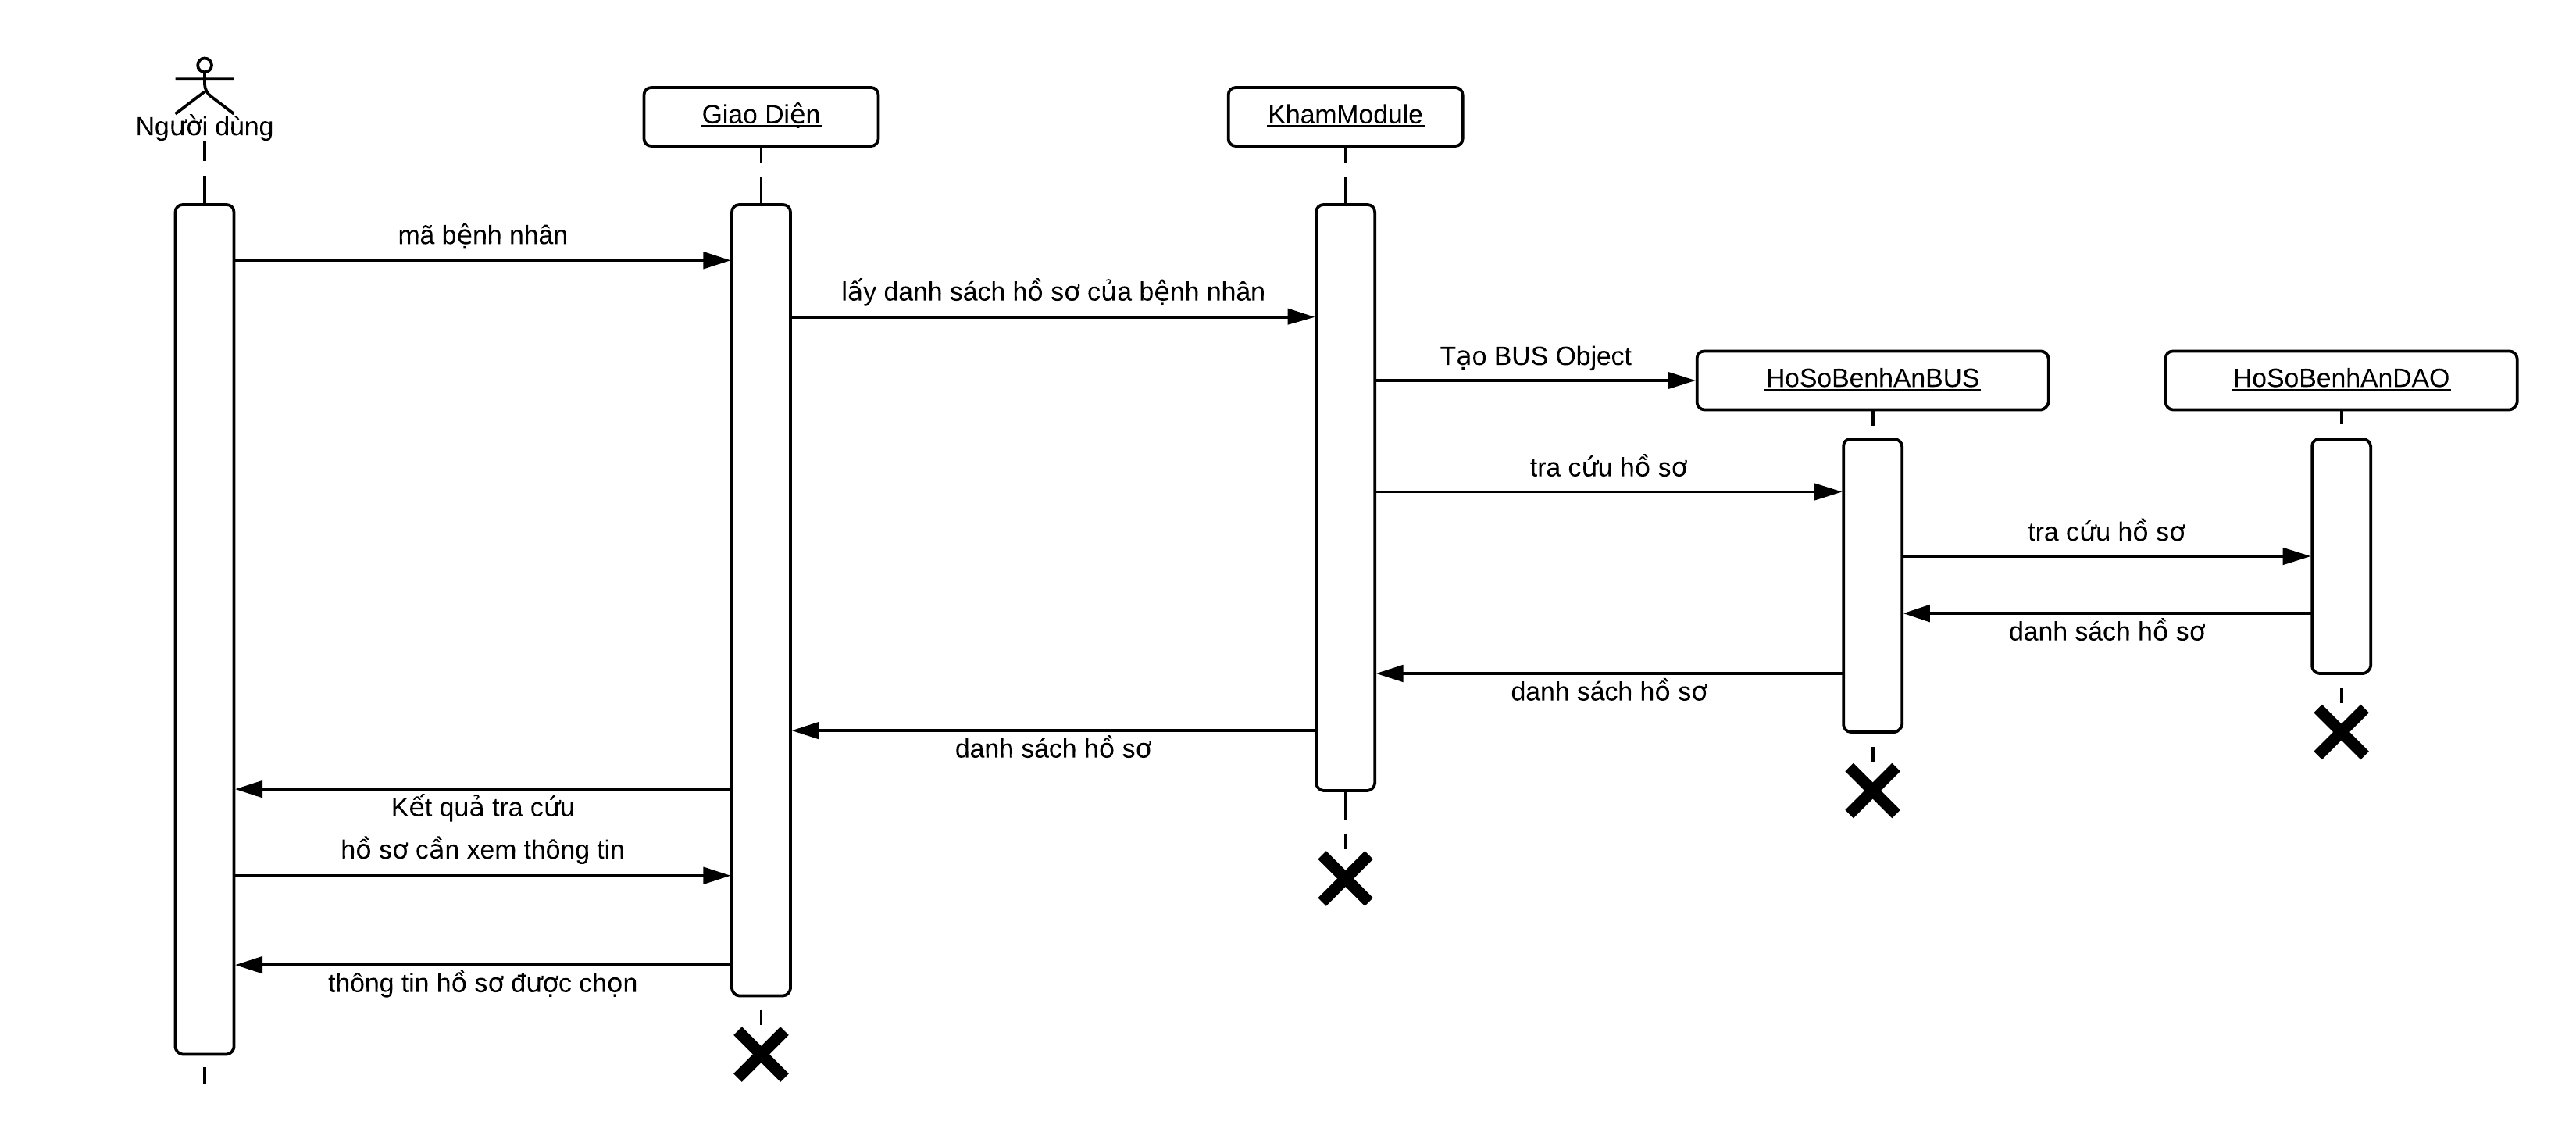 Người dùng
Giao Diện
KhamModule
mã bệnh nhân
lấy danh sách hồ sơ của bệnh nhân
Tạo BUS Object
HoSoBenhAnBUS
HoSoBenhAnDAO
tra cứu hồ sơ
tra cứu hồ sơ
danh sách hồ sơ
danh sách hồ sơ
danh sách hồ sơ
Kết quả tra cứu
hồ sơ cần xem thông tin
thông tin hồ sơ được chọn